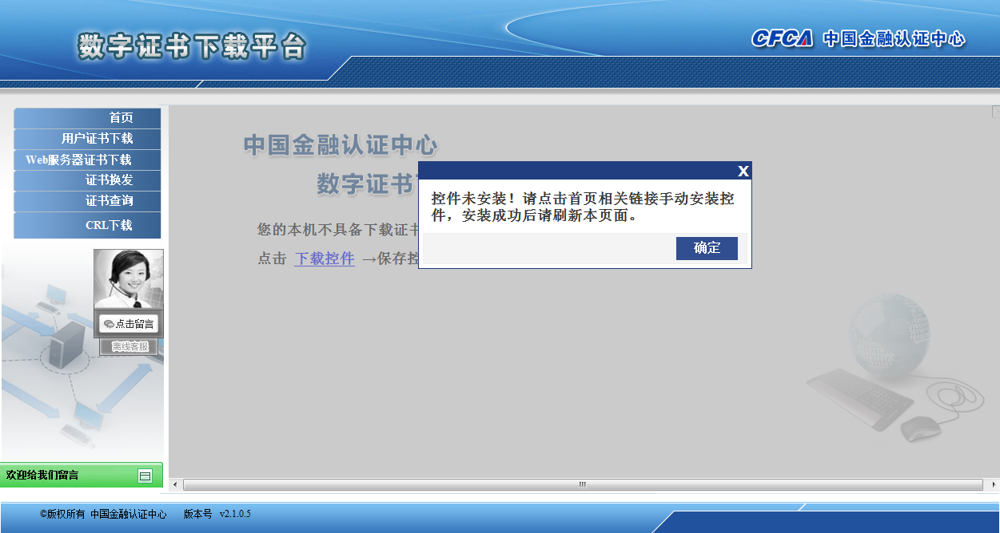 数字证书下载平台
CFCA 中国金融认证中心
首页
用户证书下载
Web服务器证书下载
证书换发
证书查询
CRL下载
点击留言
离线客服
欢迎给我们留言
中国金融认证中心
数字证书
您的本机不具备下载证书
点击 下载控件 →保存控
X
控件未安装！请点击首页相关链接手动安装控
件，安装成功后请刷新本页面。
确定
©版权所有 中国金融认证中心 版本号 v2.1.0.5